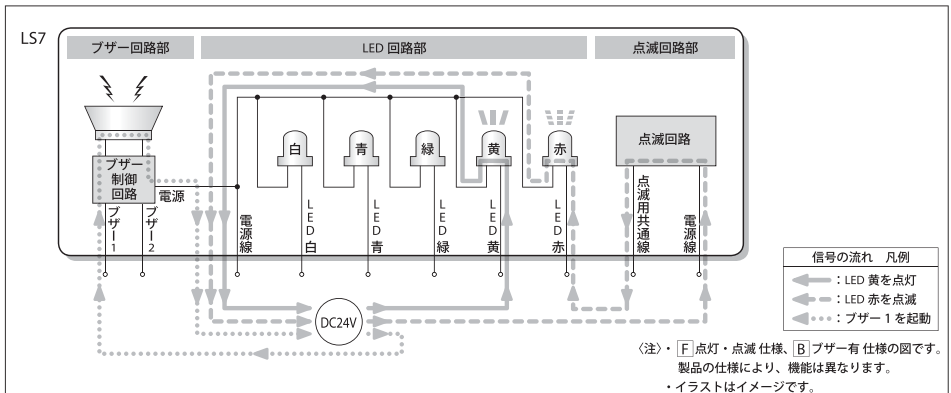 LS7
ブザー回路部
LED 回路部
点滅回路部
白
青
緑
黄
赤
点滅回路
ブザー
制御
回路
電源
ブザー1
ブザー2
電源線
LED白
LED青
LED緑
LED黄
LED赤
点滅用共通線
電源線
DC24V
信号の流れ 凡例
：LED 黄を点灯
：LED 赤を点滅
：ブザー 1 を起動
〈注〉・ F 点灯・点滅 仕様、B ブザー有 仕様の図です。
製品の仕様により、機能は異なります。
・イラストはイメージです。